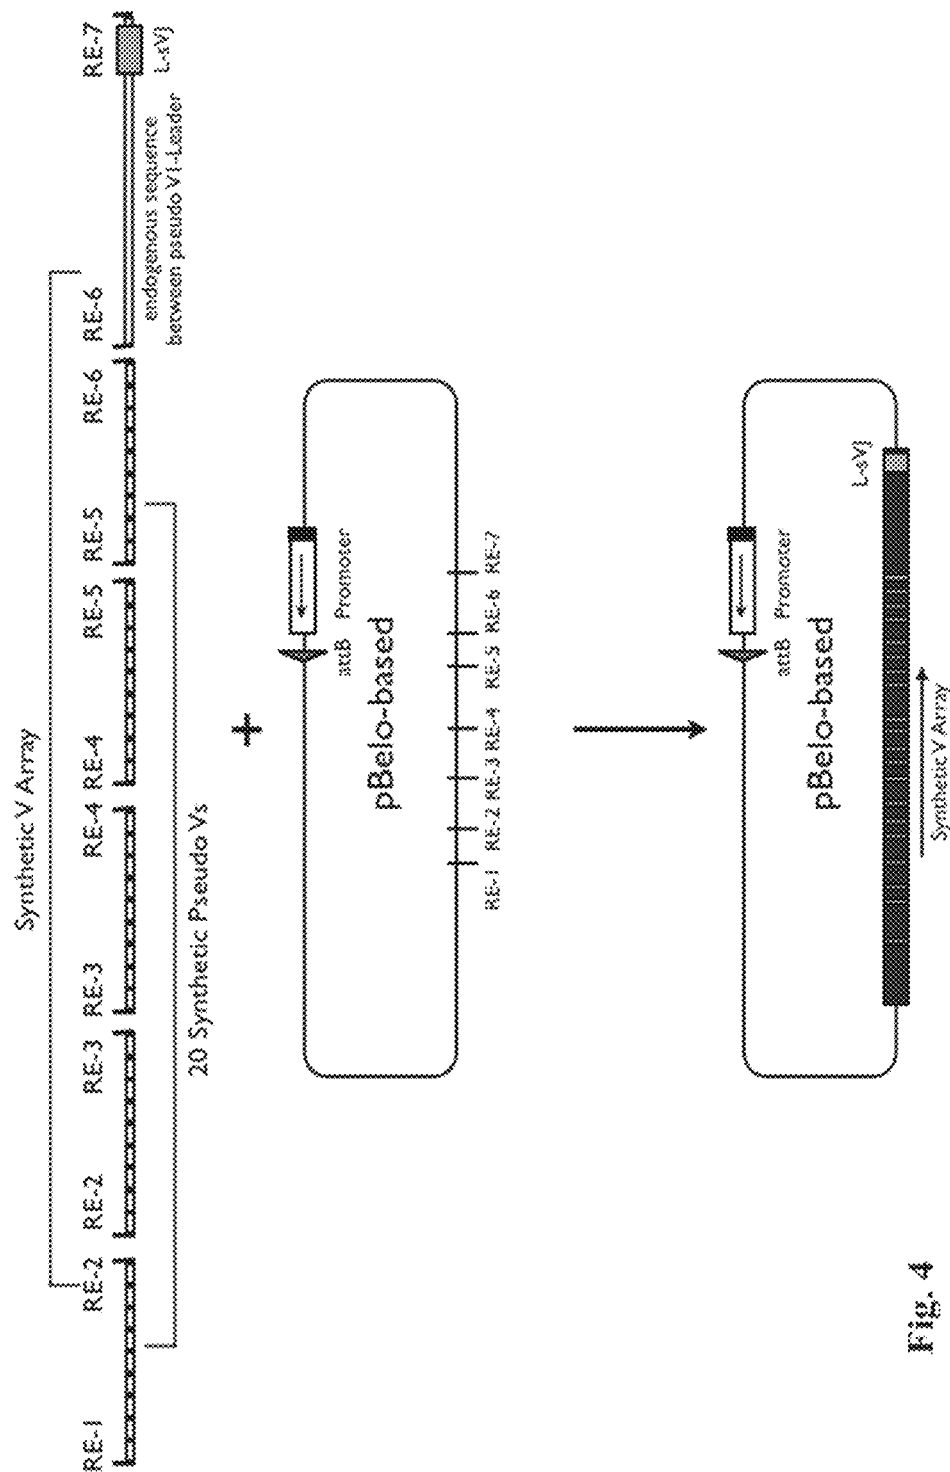 Synthetic V Array
RE-1
RE-2
RE-2
RE-3
RE-3
RE-4
RE-4
RE-5
RE-5
RE-6
RE-6
RE-7
L-sVJ
endogenous sequence
between pseudo V1-Leader
20 Synthetic Pseudo Vs
+
attB Promoter
pBelo-based
RE-1 RE-2 RE-3 RE-4 RE-5 RE-6 RE-7
attB Promoter
pBelo-based
L-sVJ
Synthetic V Array
Fig. 4